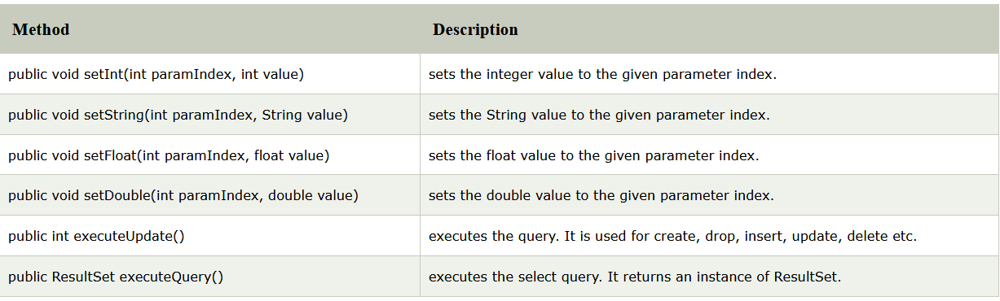 Method Description
public void setInt(int paramIndex, int value) sets the integer value to the given parameter index.
public void setString(int paramIndex, String value) sets the String value to the given parameter index.
public void setFloat(int paramIndex, float value) sets the float value to the given parameter index.
public void setDouble(int paramIndex, double value) sets the double value to the given parameter index.
public int executeUpdate() executes the query. It is used for create, drop, insert, update, delete etc.
public ResultSet executeQuery() executes the select query. It returns an instance of ResultSet.